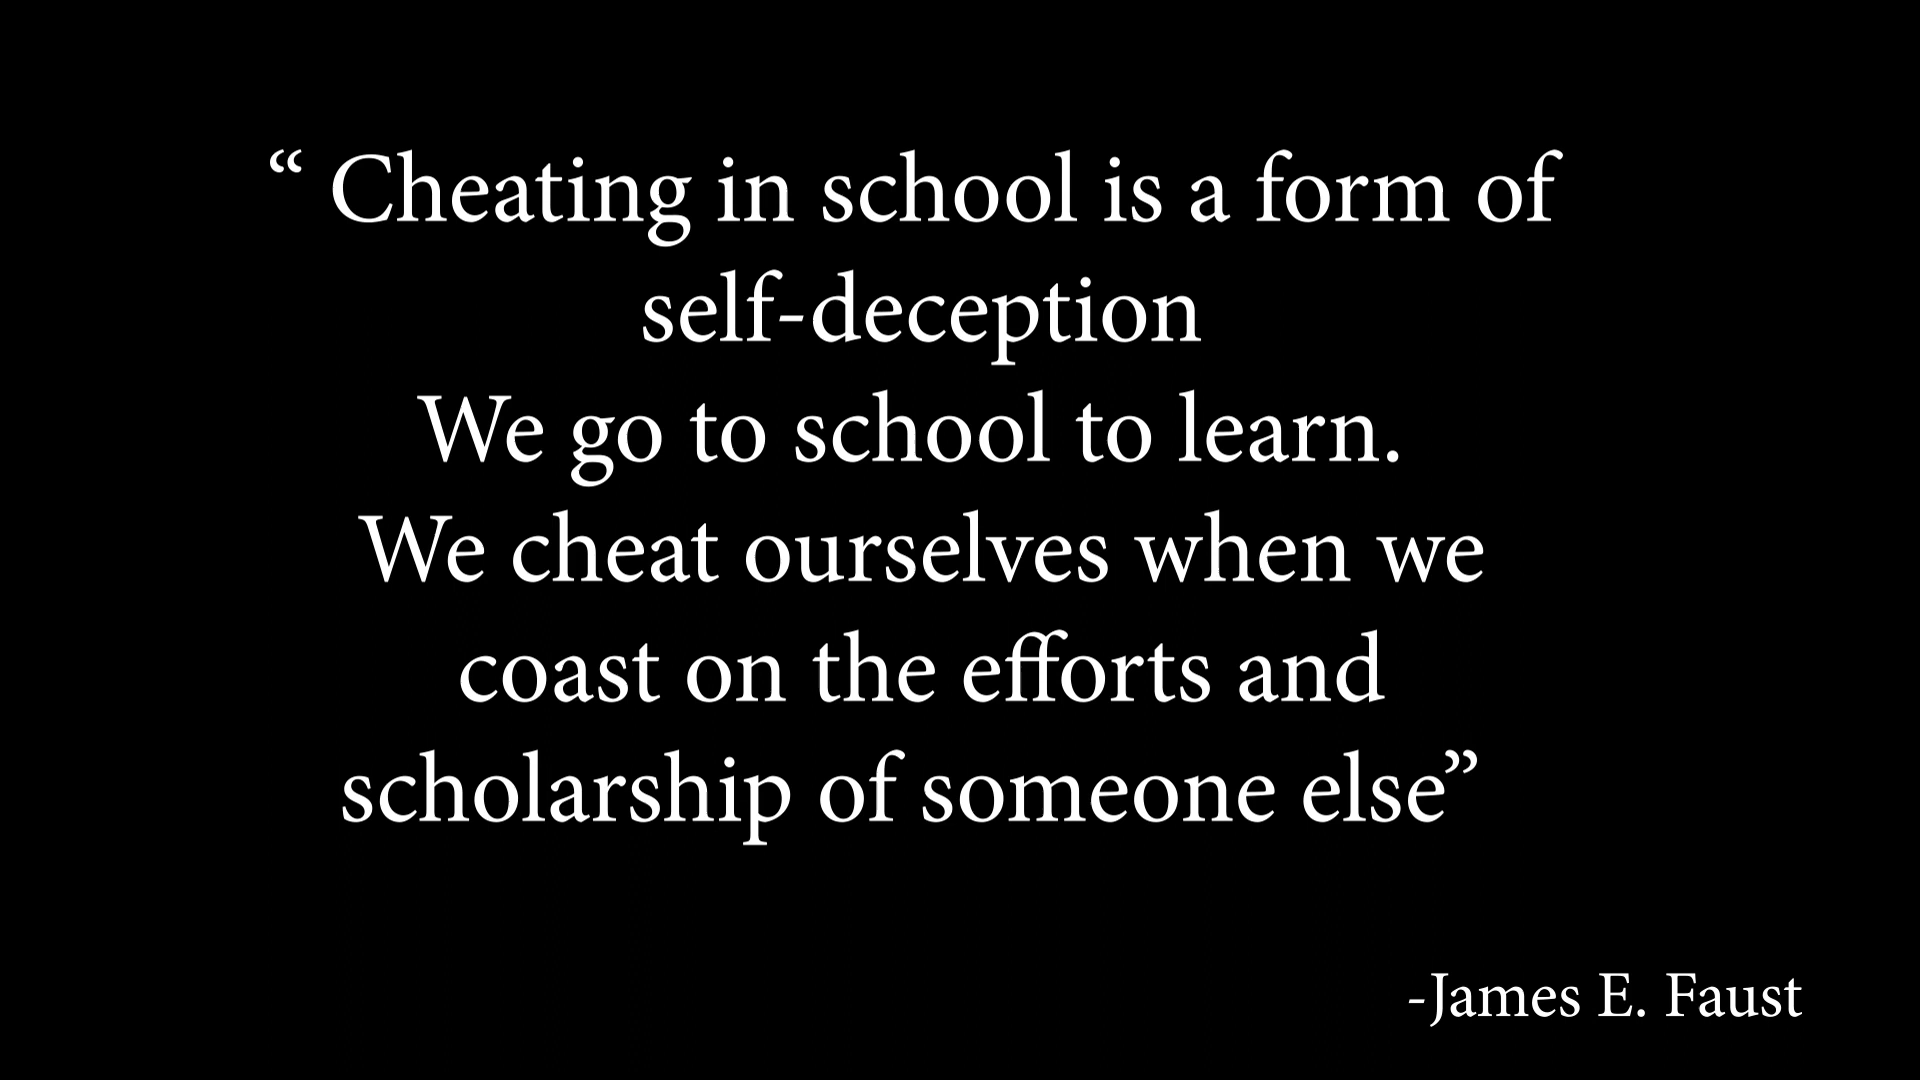 “ Cheating in school is a form of
self-deception
We go to school to learn.
We cheat ourselves when we
coast on the efforts and
scholarship of someone else”
-James E. Faust